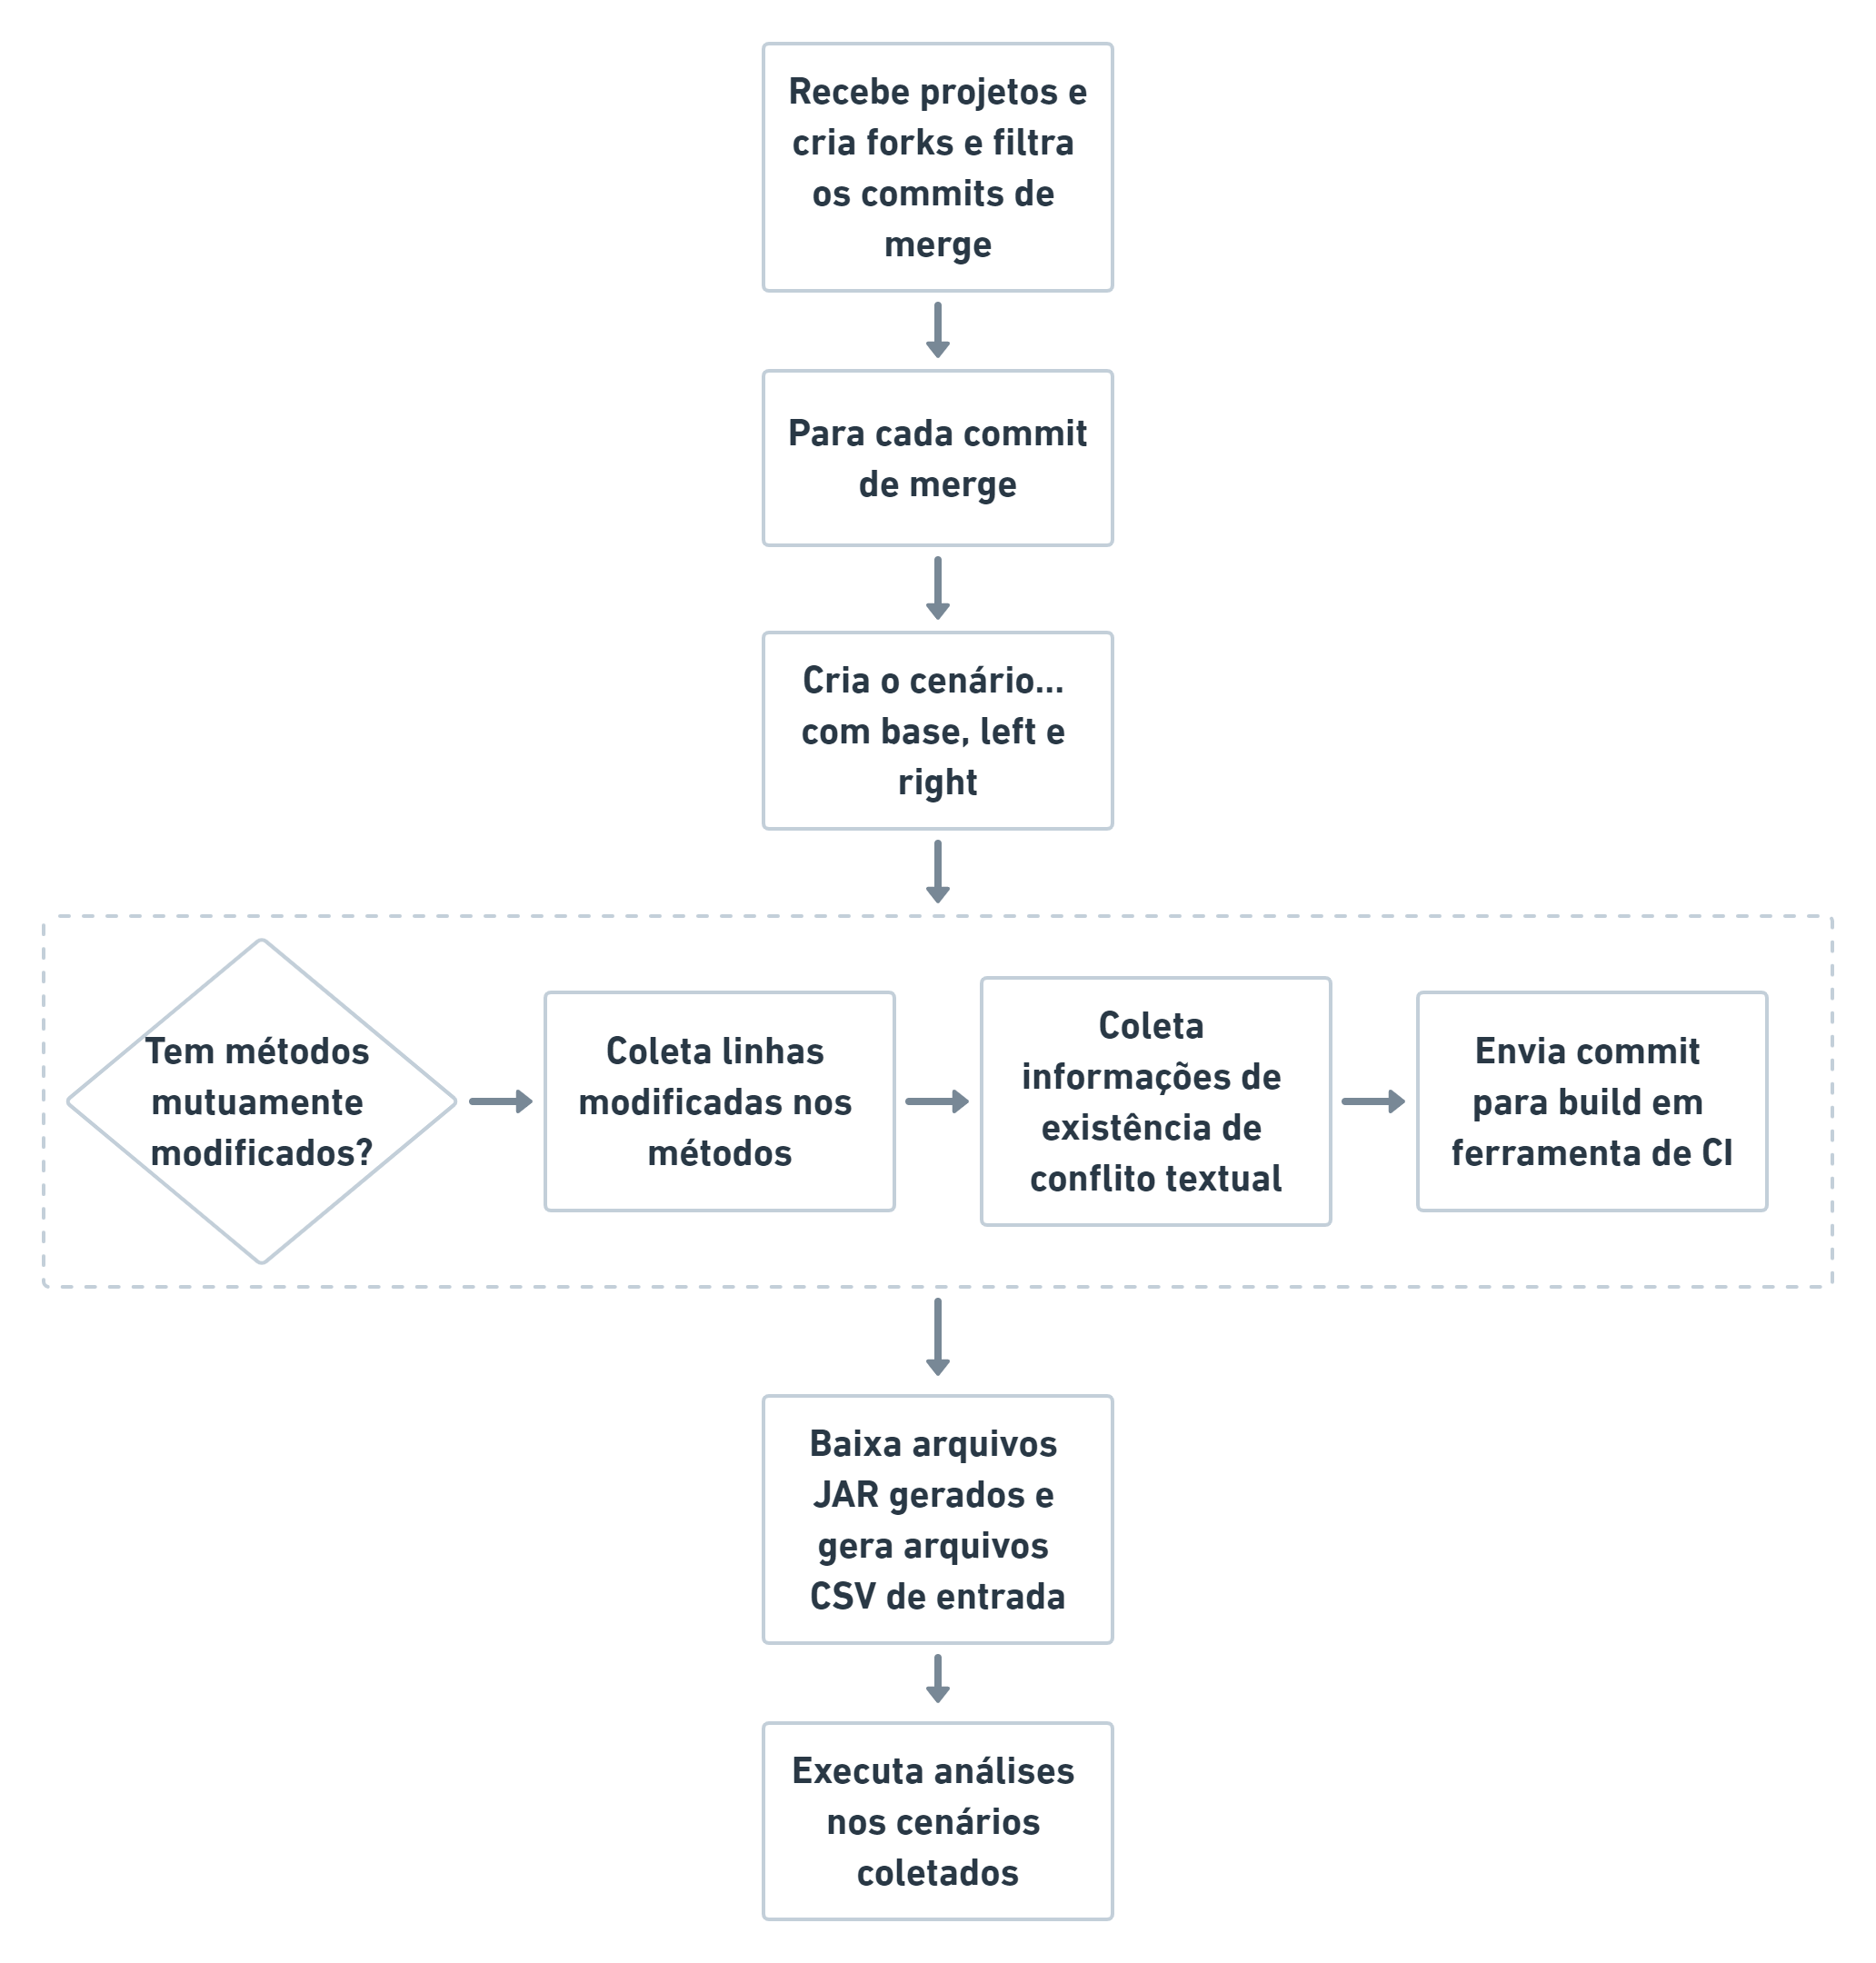 Recebe projetos e
cria forks e filtra
os commits de
merge
Para cada commit
de merge
Cria o cenário...
com base, left e
right
Tem métodos
mutuamente
modificados?
Coleta linhas
modificadas nos
métodos
Coleta
informações de
existência de
conflito textual
Envia commit
para build em
ferramenta de CI
Baixa arquivos
JAR gerados e
gera arquivos
CSV de entrada
Executa análises
nos cenários
coletados